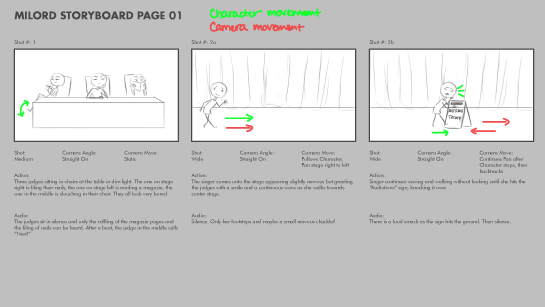 MILORD STORYBOARD PAGE 01
Character movement
Camera movement
Shot #: 1
Shot #: 2a
Shot #: 2b
Shot:
Medium
Camera Angle:
Straight On
Camera Move:
Static
Shot:
Wide
Camera Angle:
Straight On
Camera Move:
Follows Character,
Pan stage right to left
Shot:
Wide
Camera Angle:
Straight On
Camera Move:
Continues Pan after
Character stops, then
backtracks
Action:
Three judges sitting in chairs at the table in dim light. The one on stage
right is filing their nails, the one on stage left is reading a magazine, the
one in the middle is slouching in their chair. They all look very bored.
Action:
The singer comes onto the stage appearing slightly nervous but greeting
the judges with a smile and a continuous wave as she walks towards
center stage.
Action:
Singer continues waving and walking without looking until she hits the
"Auditions" sign, knocking it over
Audio:
The judges sit in silence and only the ruffling of the magazine pages and
the filing of nails can be heard. After a beat, the judge in the middle calls
"Next!"
Audio:
Silence. Only her footsteps and maybe a small nervous chuckle?
Audio:
There is a loud smack as the sign hits the ground. Then silence.